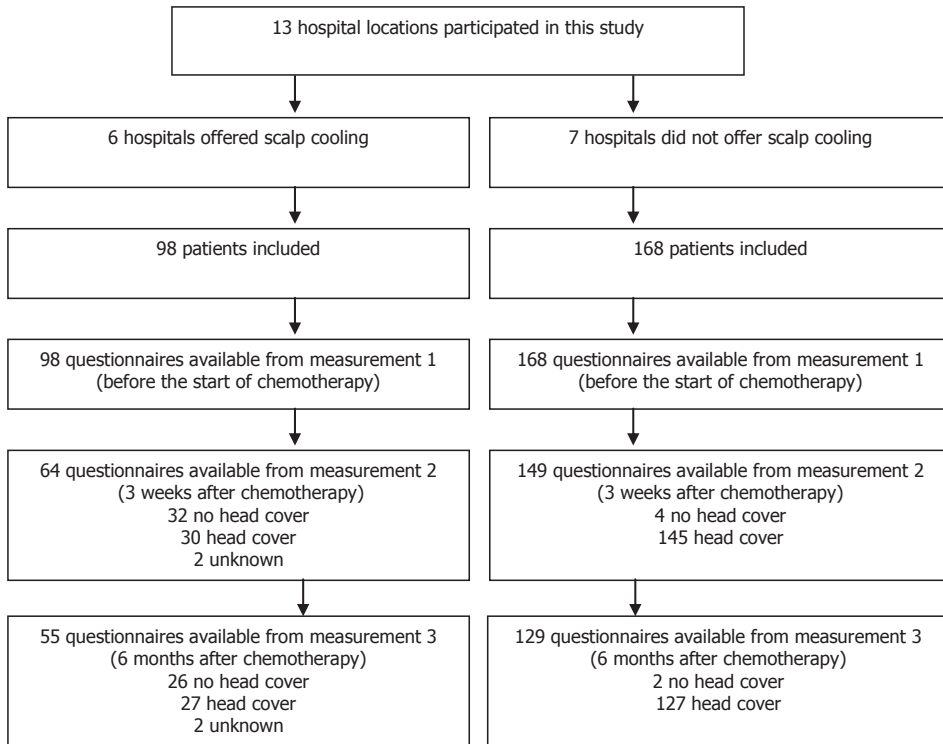 13 hospital locations participated in this study
6 hospitals offered scalp cooling
7 hospitals did not offer scalp cooling
98 patients included
168 patients included
98 questionnaires available from measurement 1
(before the start of chemotherapy)
168 questionnaires available from measurement 1
(before the start of chemotherapy)
64 questionnaires available from measurement 2
(3 weeks after chemotherapy)
32 no head cover
30 head cover
2 unknown
149 questionnaires available from measurement 2
(3 weeks after chemotherapy)
4 no head cover
145 head cover
55 questionnaires available from measurement 3
(6 months after chemotherapy)
26 no head cover
27 head cover
2 unknown
129 questionnaires available from measurement 3
(6 months after chemotherapy)
2 no head cover
127 head cover